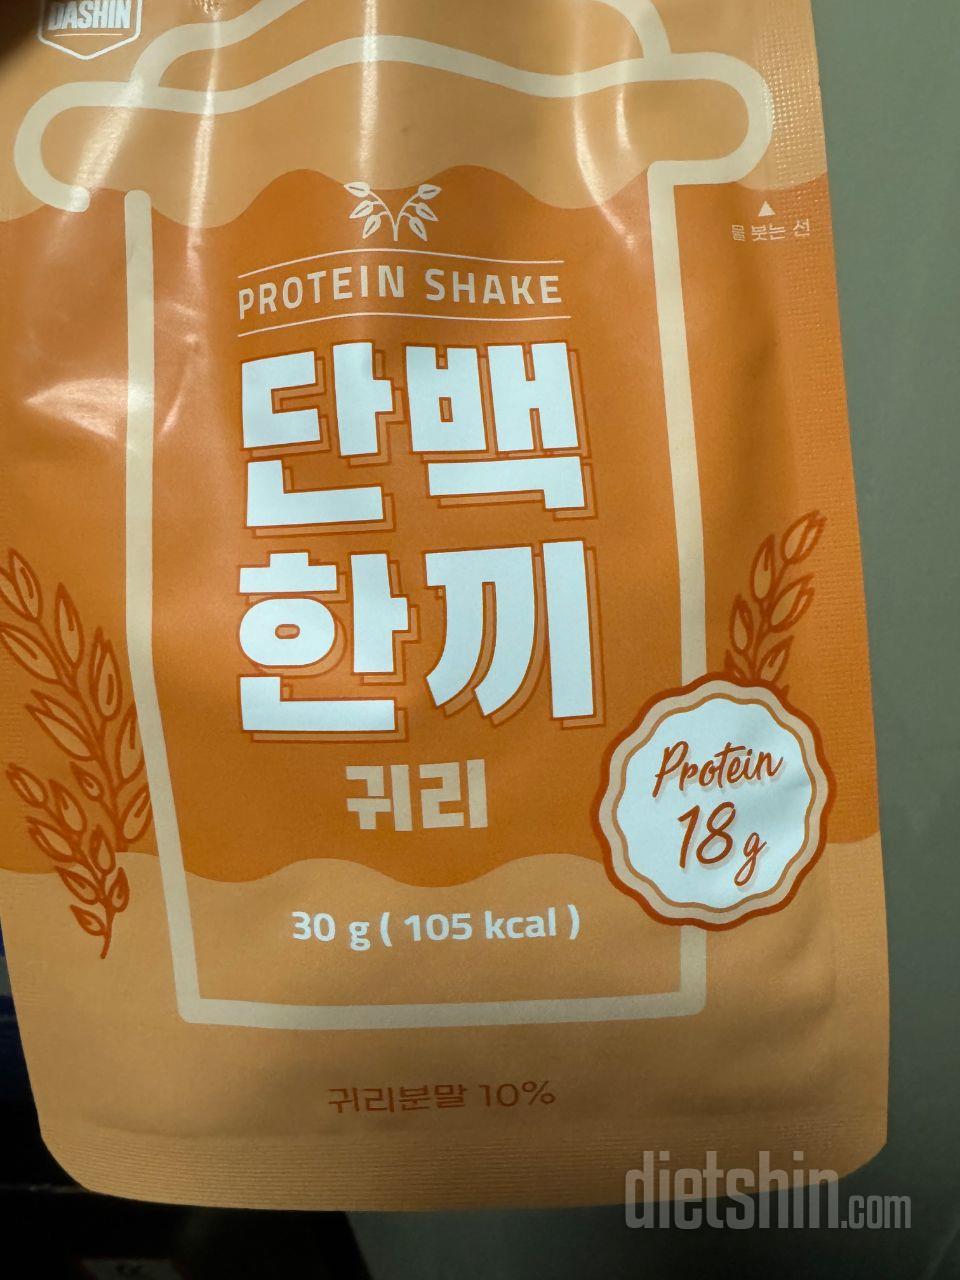 DASHIN
물 붓는 선
PROTEIN SHAKE
단백
한끼
귀리
Protein
18 g
30 g ( 105 kcal )
귀리분말 10%
dietshin.com